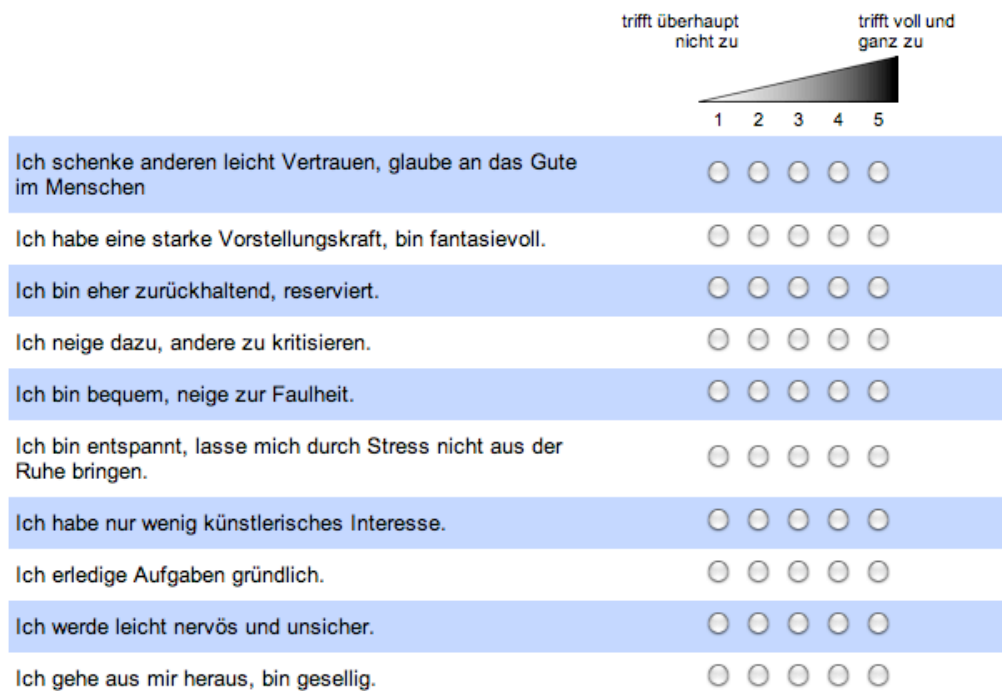 trifft überhaupt nicht zu
trifft voll und ganz zu
1 2 3 4 5
Ich schenke anderen leicht Vertrauen, glaube an das Gute
im Menschen
Ich habe eine starke Vorstellungskraft, bin fantasievoll.
Ich bin eher zurückhaltend, reserviert.
Ich neige dazu, andere zu kritisieren.
Ich bin bequem, neige zur Faulheit.
Ich bin entspannt, lasse mich durch Stress nicht aus der
Ruhe bringen.
Ich habe nur wenig künstlerisches Interesse.
Ich erledige Aufgaben gründlich.
Ich werde leicht nervös und unsicher.
Ich gehe aus mir heraus, bin gesellig.